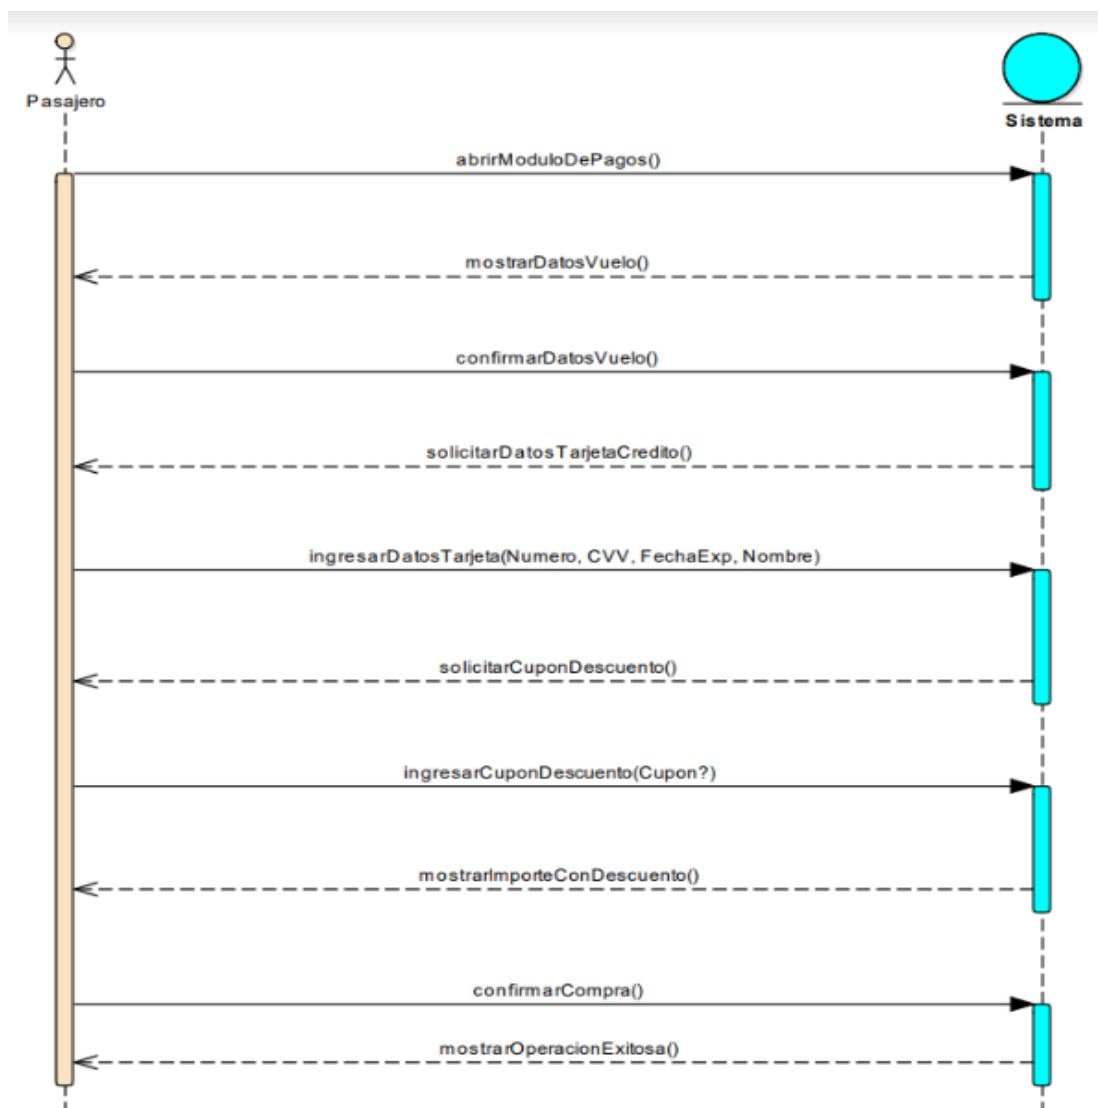 Pasajero
Sistema
abrirModuloDePagos()
mostrarDatosVuelo()
confirmarDatosVuelo()
solicitarDatosTarjetaCredito()
ingresarDatosTarjeta(Numero, CVV, FechaExp, Nombre)
solicitarCuponDescuento()
ingresarCuponDescuento(Cupon?)
mostrarImporteConDescuento()
confirmarCompra()
mostrarOperacionExitosa()